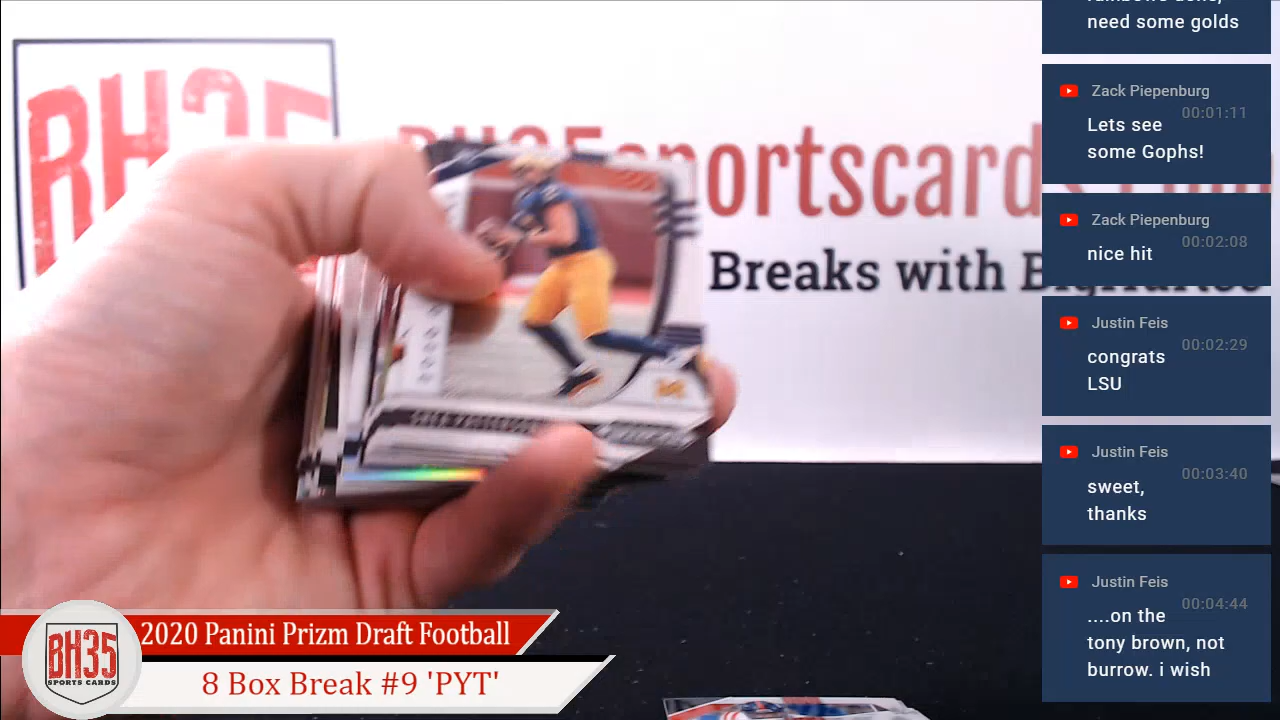 BH35
ortscard
Breaks with B
need some golds
Zack Piepenburg
00:01:11
Lets see
some Gophs!
Zack Piepenburg
00:02:08
nice hit
Justin Feis
00:02:29
congrats
LSU
Justin Feis
00:03:40
sweet,
thanks
Justin Feis
00:04:44
....on the
tony brown, not
burrow. i wish
BH35
SPORTS CARDS
2020 Panini Prizm Draft Football
8 Box Break #9 'PYT'